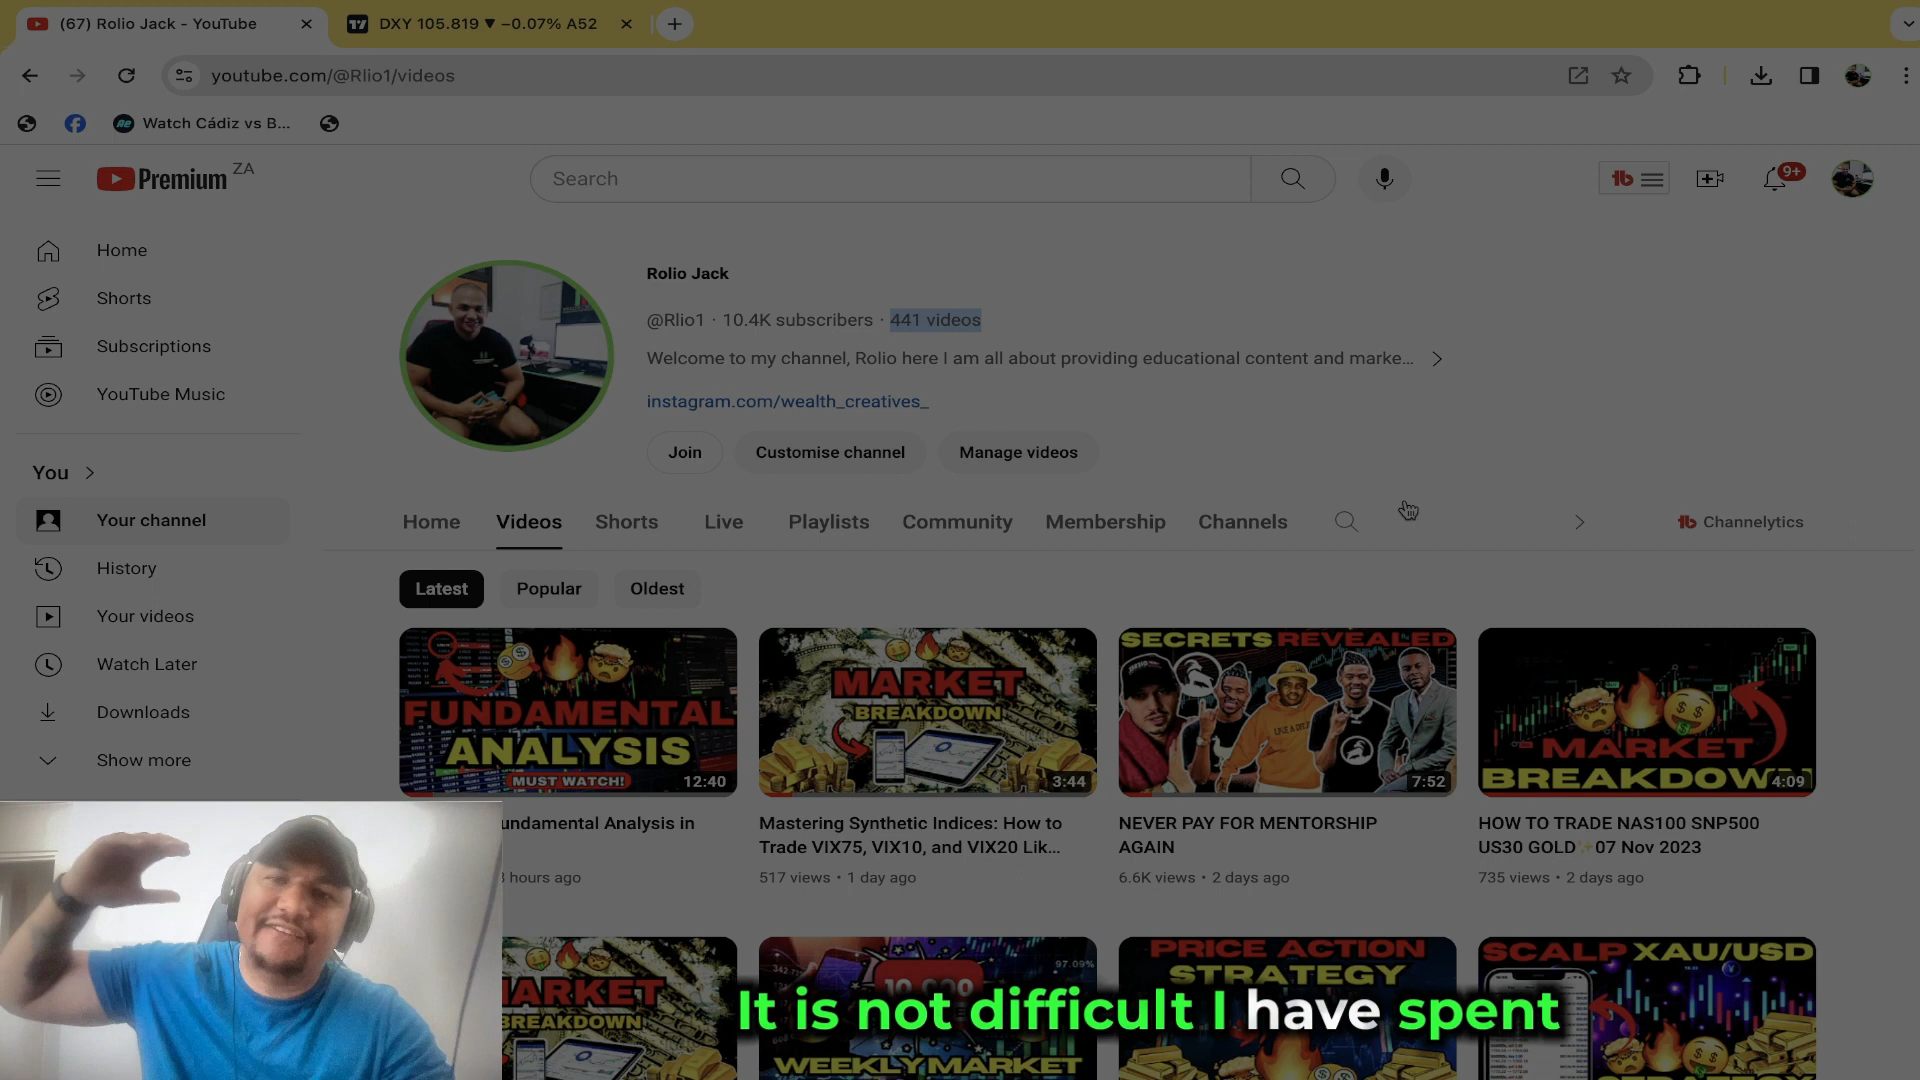 (67) Rolio Jack - YouTube
DXY 105.819 ▼ −0.07% A52
youtube.com/@Rlio1/videos
Watch Cádiz vs B...
Premium ZA
Search
9+
Home
Shorts
Subscriptions
YouTube Music
You
Your channel
History
Your videos
Watch Later
Downloads
Show more
Rolio Jack
@Rlio1 · 10.4K subscribers · 441 videos
Welcome to my channel, Rolio here I am all about providing educational content and marke...
instagram.com/wealth_creatives_
Join
Customise channel
Manage videos
Home
Videos
Shorts
Live
Playlists
Community
Membership
Channels
Channelytics
Latest
Popular
Oldest
FUNDAMENTAL
ANALYSIS
MUST WATCH!
12:40
MARKET
BREAKDOWN
3:44
SECRETS REVEALED
7:52
MARKET
BREAKDOWN
4:09
undamental Analysis in
hours ago
Mastering Synthetic Indices: How to
Trade VIX75, VIX10, and VIX20 Lik...
517 views • 1 day ago
NEVER PAY FOR MENTORSHIP
AGAIN
6.6K views • 2 days ago
HOW TO TRADE NAS100 SNP500
US30 GOLD✨07 Nov 2023
735 views • 2 days ago
MARKET
BREAKDOWN
97.09%
10,000
WEEKLY MARKET
PRICE ACTION
STRATEGY
SCALP XAU/USD
It is not difficult I have spent